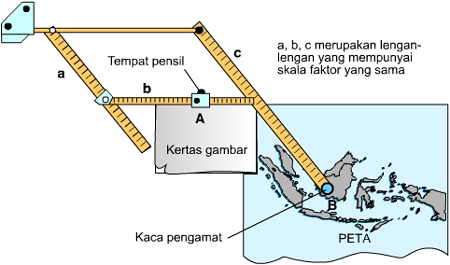 c
a, b, c merupakan lengan-
lengan yang mempunyai
skala faktor yang sama
Tempat pensil
a
b
A
Kertas gambar
B
Kaca pengamat
PETA